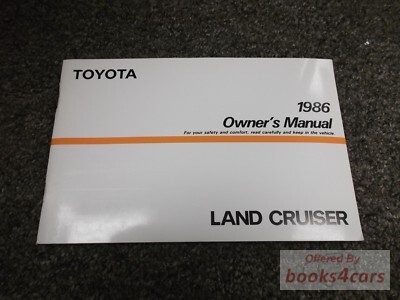 TOYOTA
1986
Owner's Manual
For your safety and comfort, read carefully and keep in the vehicle
LAND CRUISER
Offered By
books4cars